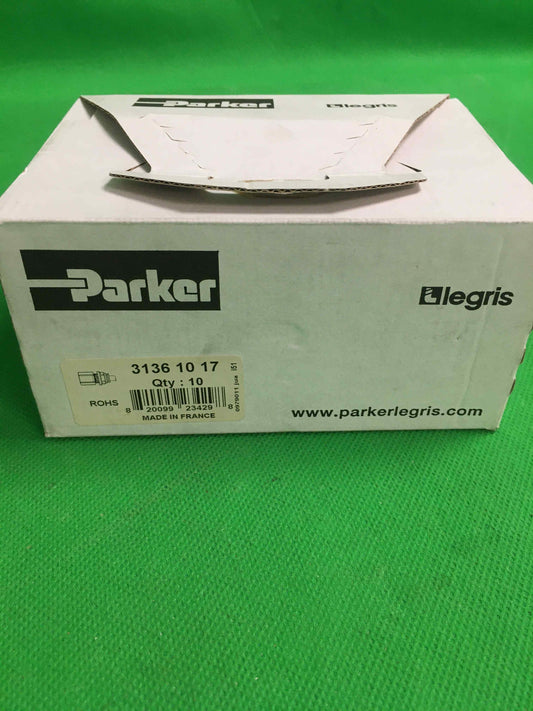 Parker legris
Parker
legris
3136 10 17
Qty : 10
ROHS
8 20099 23429 8
MADE IN FRANCE
www.parkerlegris.com